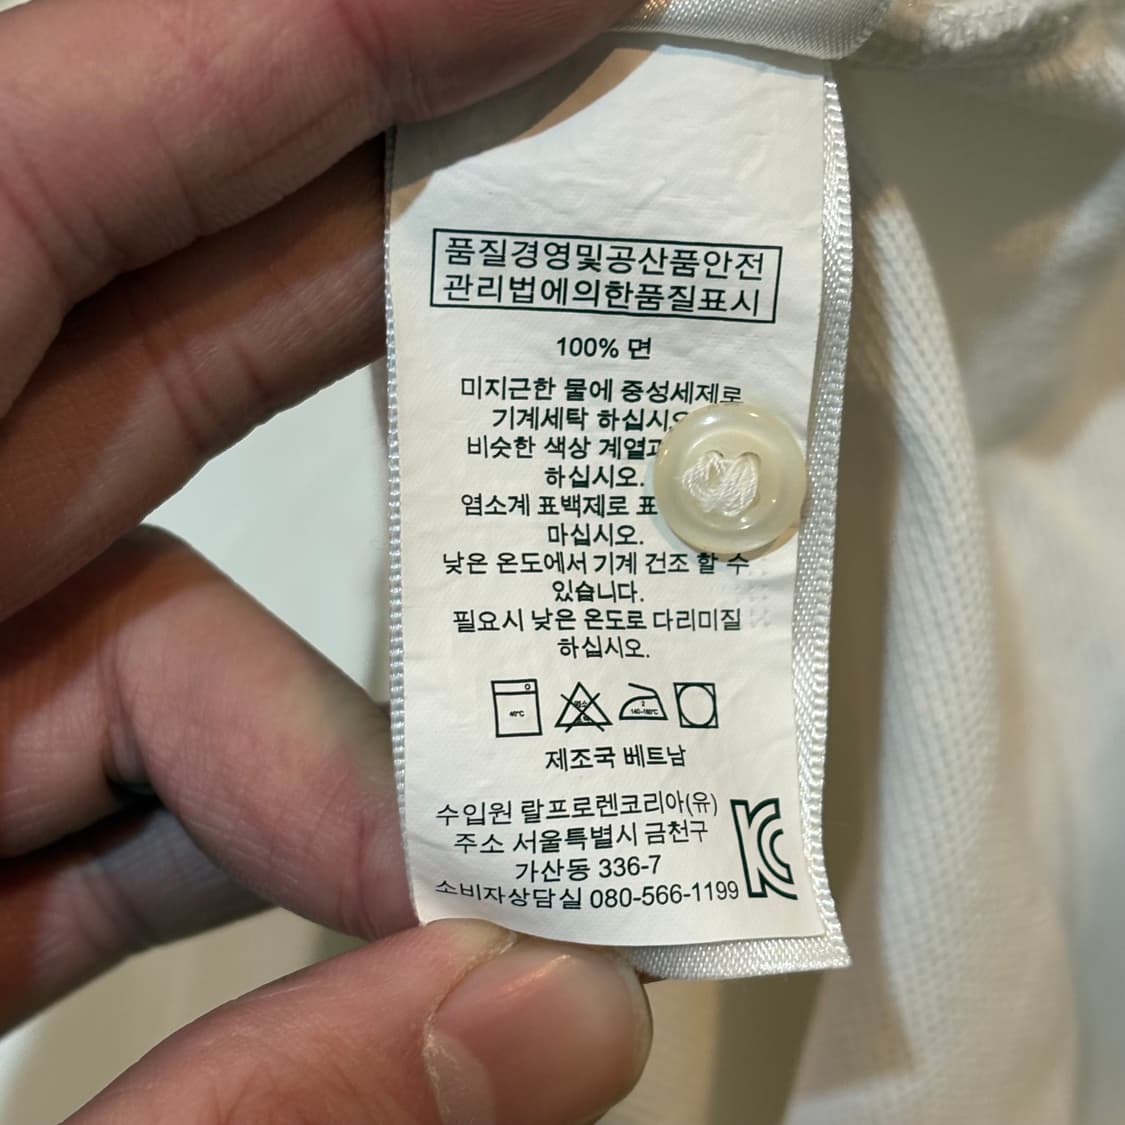 품질경영및공산품안전
관리법에의한품질표시
100% 면
미지근한 물에 중성세제로
기계세탁 하십시오
비슷한 색상 계열과
하십시오.
염소계 표백제로
마십시오.
낮은 온도에서 기계 건조 할 수
있습니다.
필요시 낮은 온도로 다리미질
하십시오.
40℃
염소
2
140~160℃
제조국 베트남
수입원 랄프로렌코리아(유)
주소 서울특별시 금천구
가산동 336-7
소비자상담실 080-566-1199